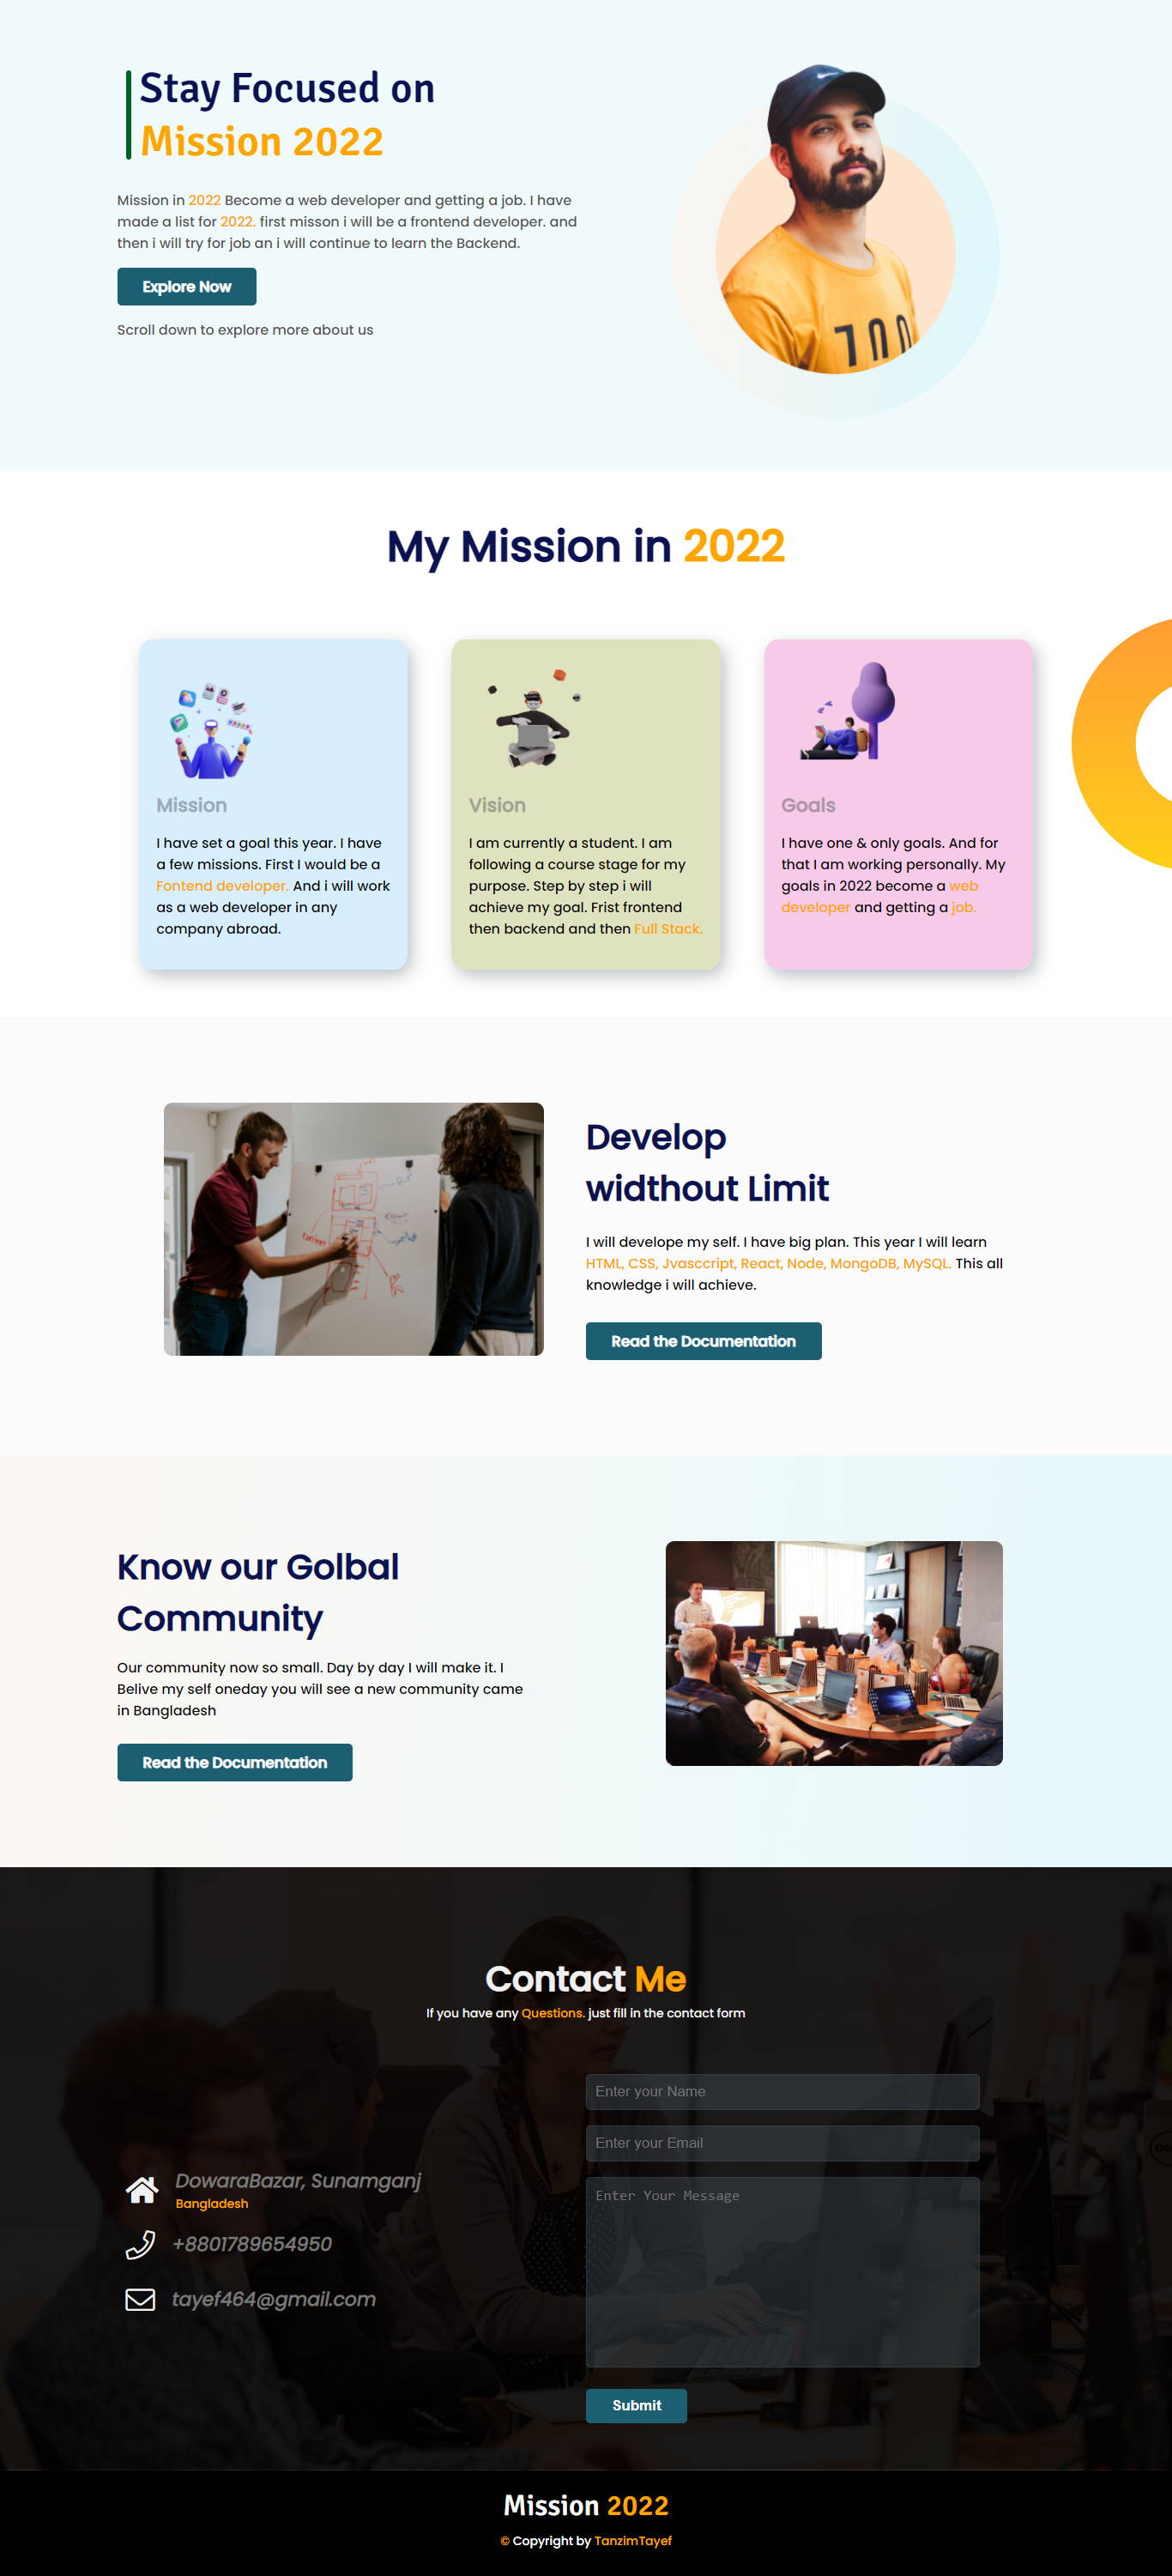 Stay Focused on
Mission 2022
Mission in 2022 Become a web developer and getting a job. I have
made a list for 2022. first misson i will be a frontend developer. and
then i will try for job an i will continue to learn the Backend.
Explore Now
Scroll down to explore more about us
My Mission in 2022
Mission
I have set a goal this year. I have
a few missions. First I would be a
Fontend developer. And i will work
as a web developer in any
company abroad.
Vision
I am currently a student. I am
following a course stage for my
purpose. Step by step i will
achieve my goal. Frist frontend
then backend and then Full Stack.
Goals
I have one & only goals. And for
that I am working personally. My
goals in 2022 become a web
developer and getting a job.
Develop
widthout Limit
I will develope my self. I have big plan. This year I will learn
HTML, CSS, Jvasccript, React, Node, MongoDB, MySQL. This all
knowledge i will achieve.
Read the Documentation
Know our Golbal
Community
Our community now so small. Day by day I will make it. I
Belive my self oneday you will see a new community came
in Bangladesh
Read the Documentation
Contact Me
If you have any Questions. just fill in the contact form
DowaraBazar, Sunamganj
Bangladesh
+8801789654950
tayef464@gmail.com
Enter your Name
Enter your Email
Enter Your Message
Submit
Mission 2022
© Copyright by TanzimTayef